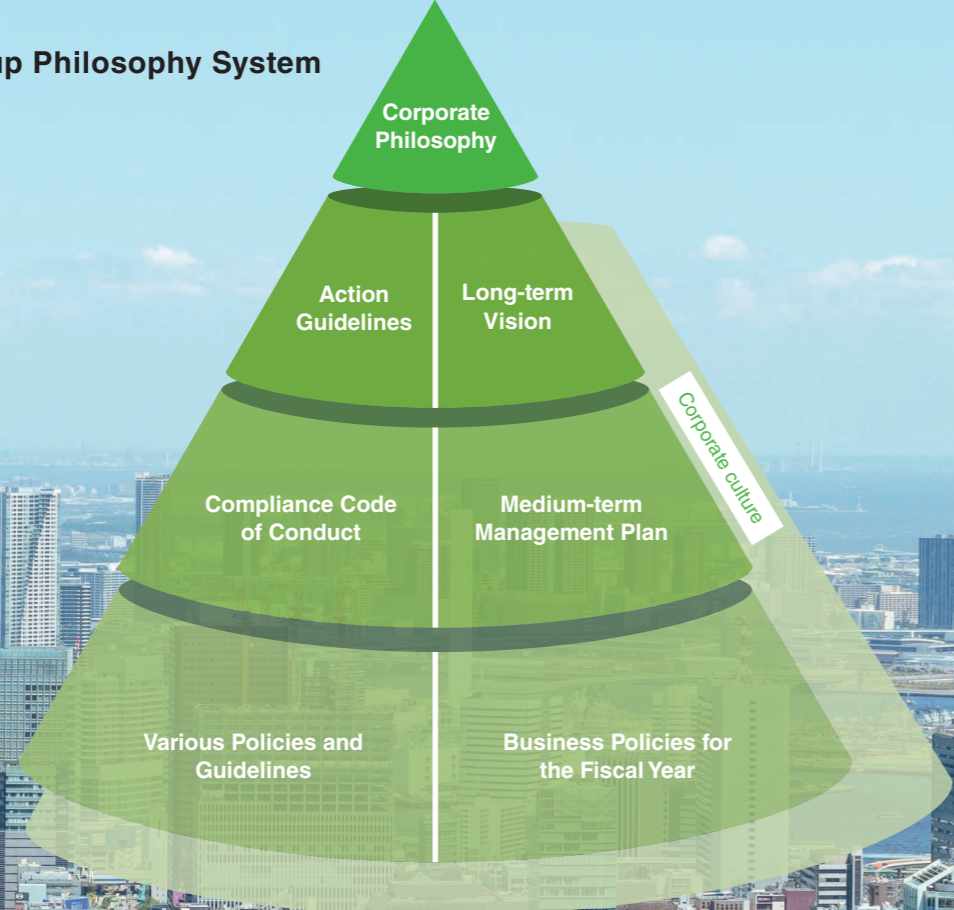 Philosophy System
Corporate
Philosophy
Action
Guidelines
Long-term
Vision
Corporate culture
Compliance Code
of Conduct
Medium-term
Management Plan
Various Policies and
Guidelines
Business Policies for
the Fiscal Year